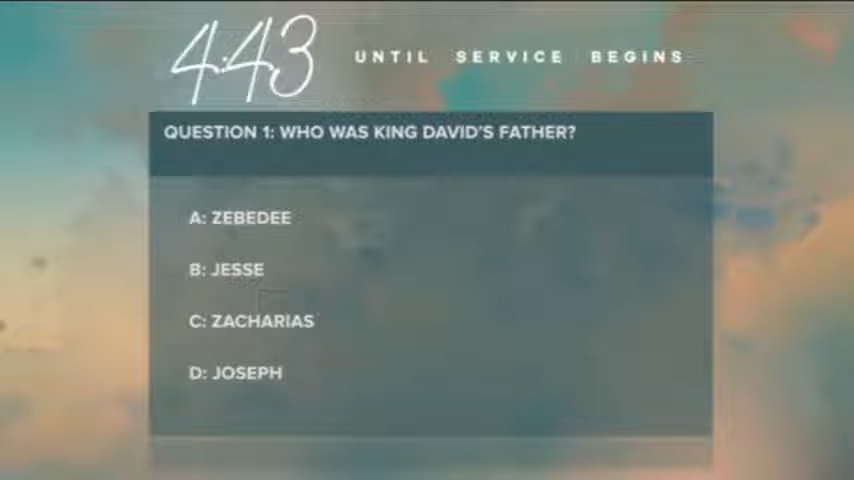 4:43 UNTIL SERVICE BEGINS
QUESTION 1: WHO WAS KING DAVID'S FATHER?
A: ZEBEDEE
B: JESSE
C: ZACHARIAS
D: JOSEPH